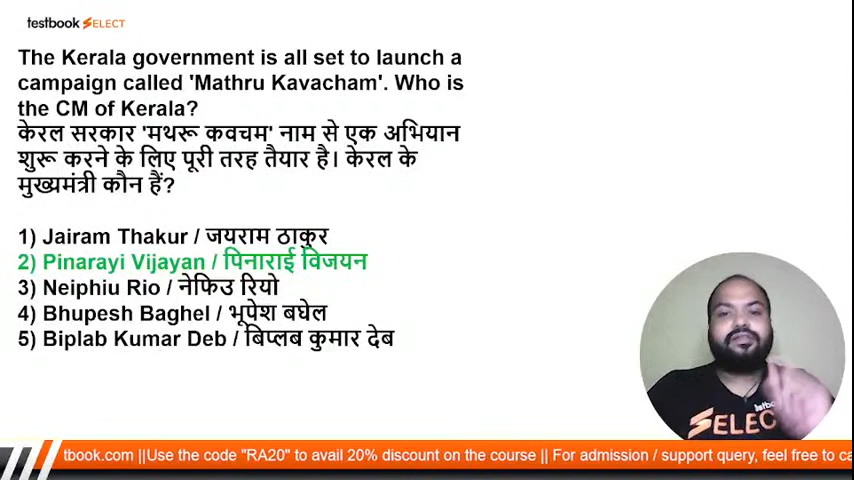 testbook SELECT
The Kerala government is all set to launch a
campaign called 'Mathru Kavacham'. Who is
the CM of Kerala?
केरल सरकार 'मथरू कवचम' नाम से एक अभियान
शुरू करने के लिए पूरी तरह तैयार है। केरल के
मुख्यमंत्री कौन हैं?
1) Jairam Thakur / जयराम ठाकुर
2) Pinarayi Vijayan / पिनाराई विजयन
3) Neiphiu Rio / नेफिउ रियो
4) Bhupesh Baghel / भूपेश बघेल
5) Biplab Kumar Deb / बिप्लब कुमार देब
testbo
SELEC
tbook.com ||Use the code "RA20" to avail 20% discount on the course || For admission / support query, feel free to ca